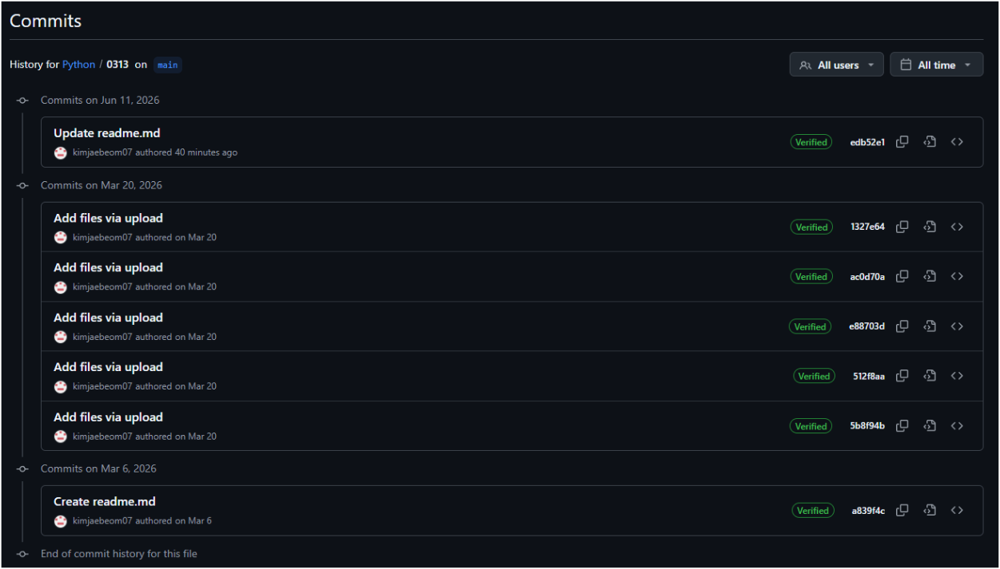 Commits
History for Python / 0313 on main
All users
All time
Commits on Jun 11, 2026
Update readme.md
kimjaebeom07 authored 40 minutes ago
Verified
edb52e1
Commits on Mar 20, 2026
Add files via upload
kimjaebeom07 authored on Mar 20
Verified
1327e64
Add files via upload
kimjaebeom07 authored on Mar 20
Verified
ac0d70a
Add files via upload
kimjaebeom07 authored on Mar 20
Verified
e88703d
Add files via upload
kimjaebeom07 authored on Mar 20
Verified
512f8aa
Add files via upload
kimjaebeom07 authored on Mar 20
Verified
5b8f94b
Commits on Mar 6, 2026
Create readme.md
kimjaebeom07 authored on Mar 6
Verified
a839f4c
End of commit history for this file